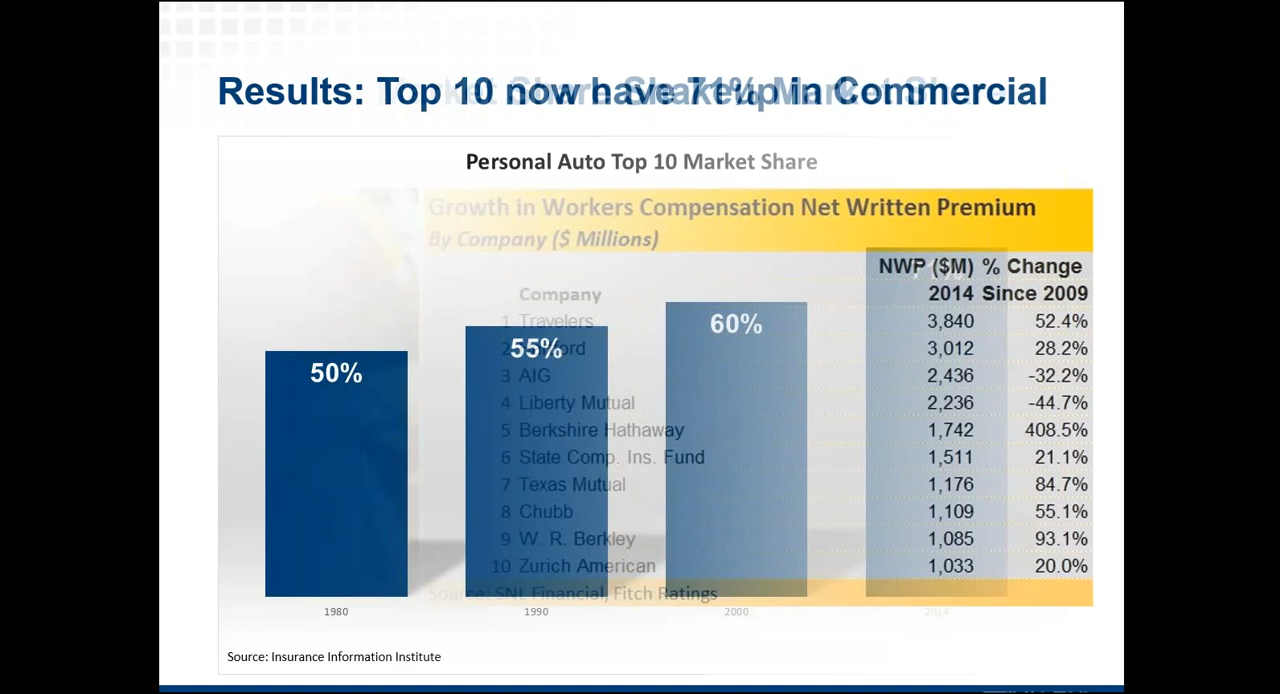 Results: Top 10 now have 71% in Commercial
Personal Auto Top 10 Market Share
Growth in Workers Compensation Net Written Premium
By Company ($ Millions)
NWP ($M) % Change
Company 2014 Since 2009
1 Travelers 3,840 52.4%
2 3,012 28.2%
3 AIG 2,436 -32.2%
4 Liberty Mutual 2,236 -44.7%
5 Berkshire Hathaway 1,742 408.5%
6 State Comp. Ins. Fund 1,511 21.1%
7 Texas Mutual 1,176 84.7%
8 Chubb 1,109 55.1%
9 W. R. Berkley 1,085 93.1%
10 Zurich American 1,033 20.0%
Source: SNL Financial, Fitch Ratings
50%
55%
60%
71%
1980 1990 2000 2014
Source: Insurance Information Institute